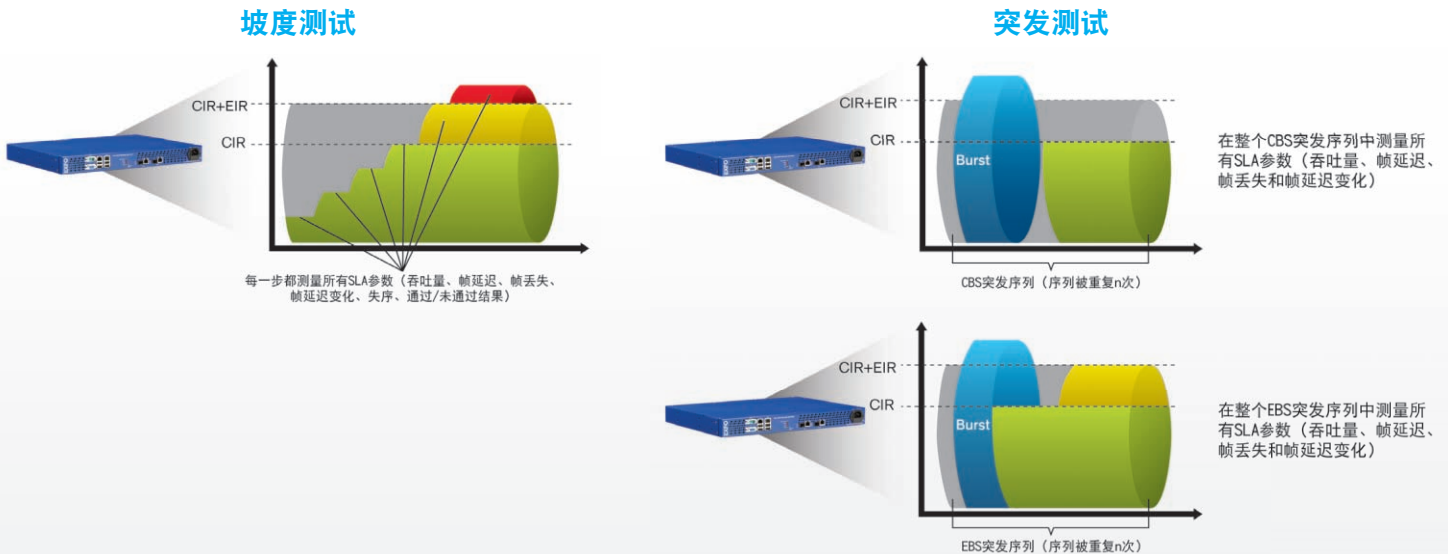 坡度测试
CIR+EIR
CIR
每一步都测量所有SLA参数（吞吐量、帧延迟、帧丢失、
帧延迟变化、失序、通过/未通过结果）
突发测试
CIR+EIR
CIR
Burst
CBS突发序列（序列被重复n次）
在整个CBS突发序列中测量所
有SLA参数（吞吐量、帧延迟、
帧丢失和帧延迟变化）
CIR+EIR
CIR
Burst
EBS突发序列（序列被重复n次）
在整个EBS突发序列中测量所
有SLA参数（吞吐量、帧延迟、
帧丢失和帧延迟变化）